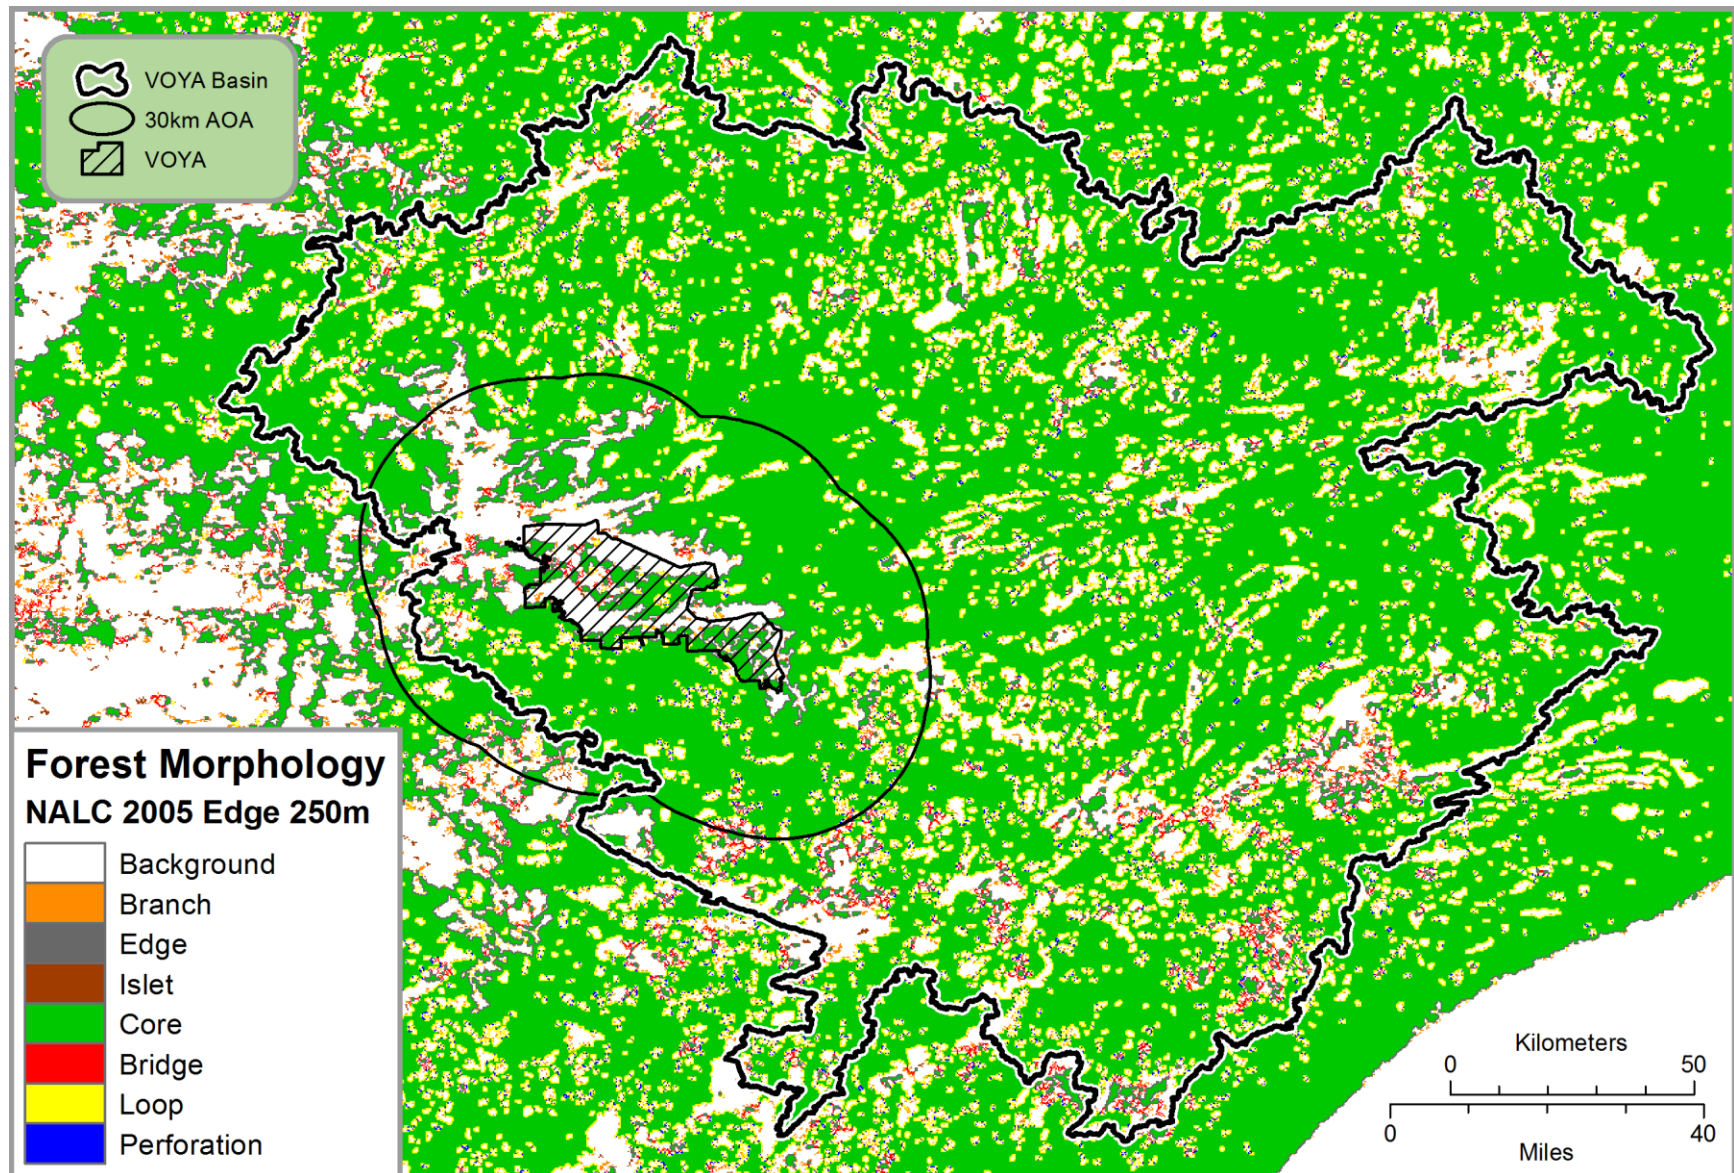 VOYA Basin
30km AOA
VOYA
Forest Morphology
NALC 2005 Edge 250m
Background
Branch
Edge
Islet
Core
Bridge
Loop
Perforation
Kilometers
0 50
0 40
Miles